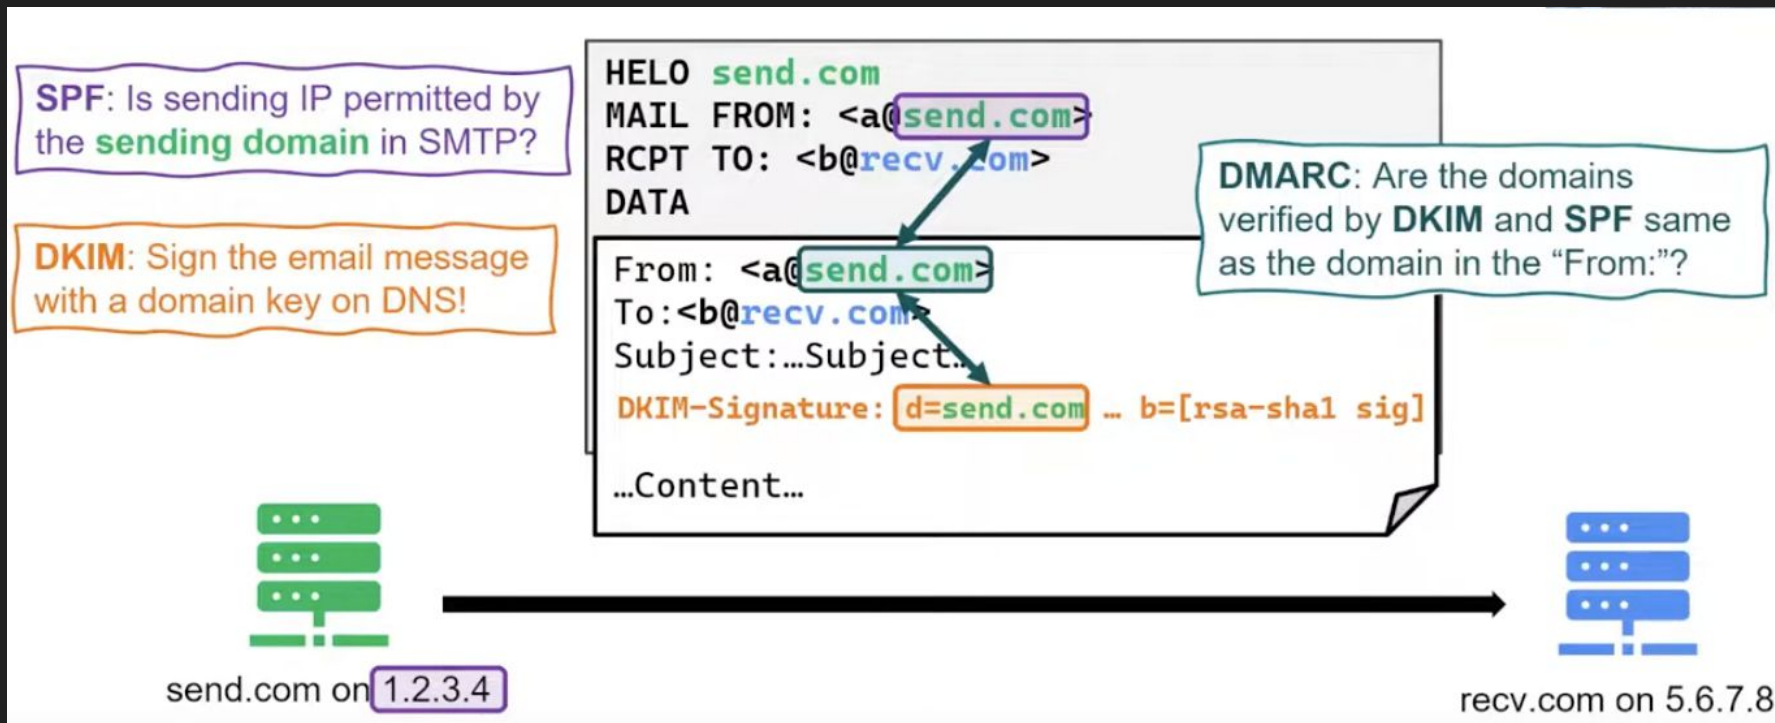 SPF: Is sending IP permitted by
the sending domain in SMTP?
DKIM: Sign the email message
with a domain key on DNS!
HELO send.com
MAIL FROM: <a@send.com>
RCPT TO: <b@recv.com>
DATA
From: <a@send.com>
To:<b@recv.com>
Subject:…Subject…
DKIM-Signature: d=send.com … b=[rsa-sha1 sig]
…Content…
DMARC: Are the domains
verified by DKIM and SPF same
as the domain in the “From:”?
send.com on 1.2.3.4
recv.com on 5.6.7.8